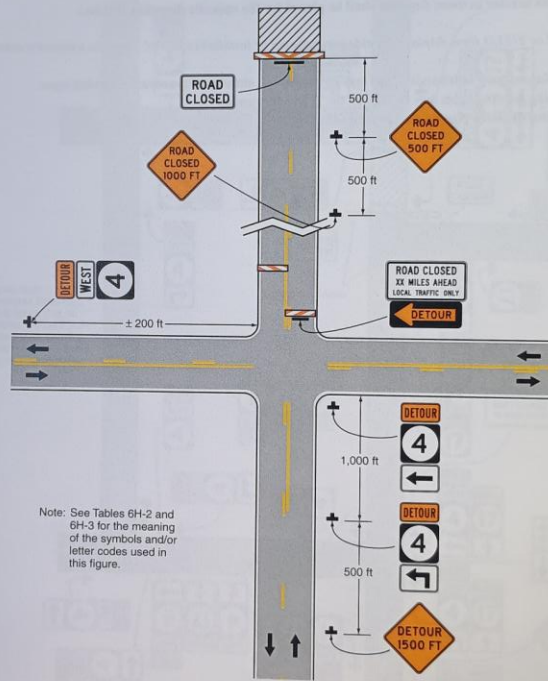 ROAD
CLOSED
500 ft
ROAD
CLOSED
500 FT
ROAD
CLOSED
1000 FT
500 ft
DETOUR
WEST
4
± 200 ft
ROAD CLOSED
XX MILES AHEAD
LOCAL TRAFFIC ONLY
DETOUR
DETOUR
4
1,000 ft
DETOUR
4
Note: See Tables 6H-2 and
6H-3 for the meaning
of the symbols and/or
letter codes used in
this figure.
500 ft
DETOUR
1500 FT